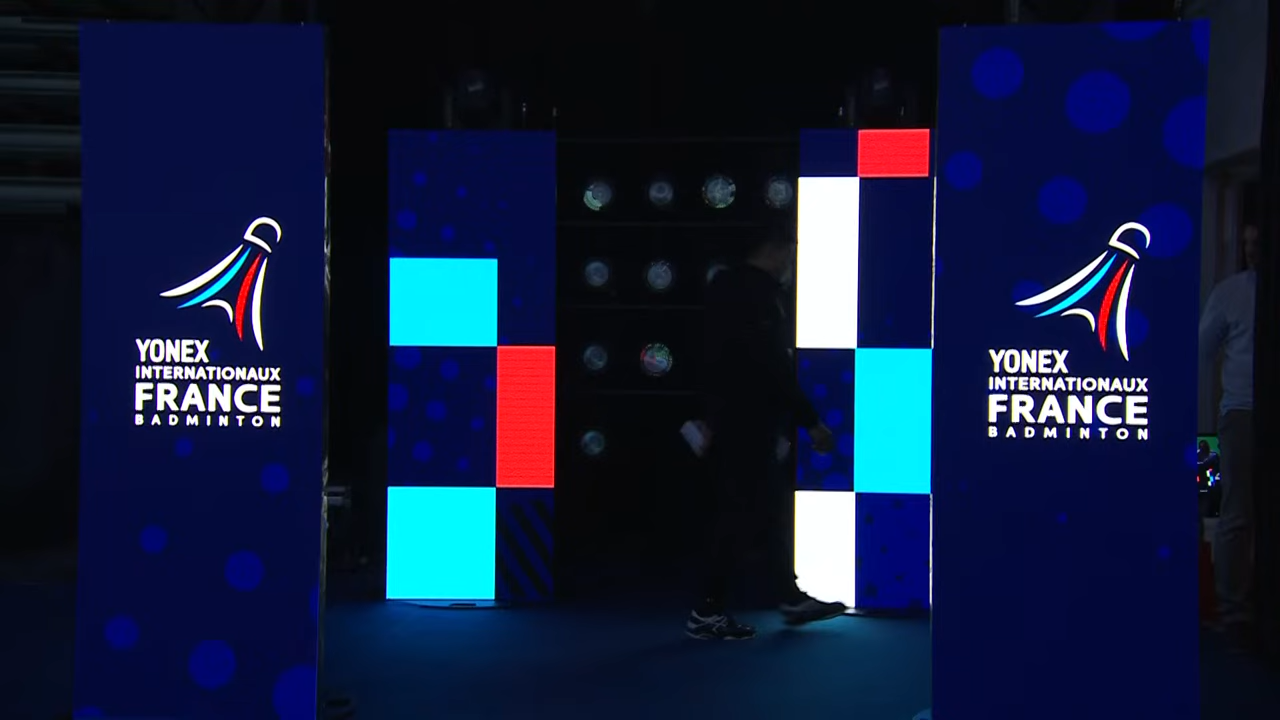 YONEX
INTERNATIONAUX
FRANCE
BADMINTON
YONEX
INTERNATIONAUX
FRANCE
BADMINTON